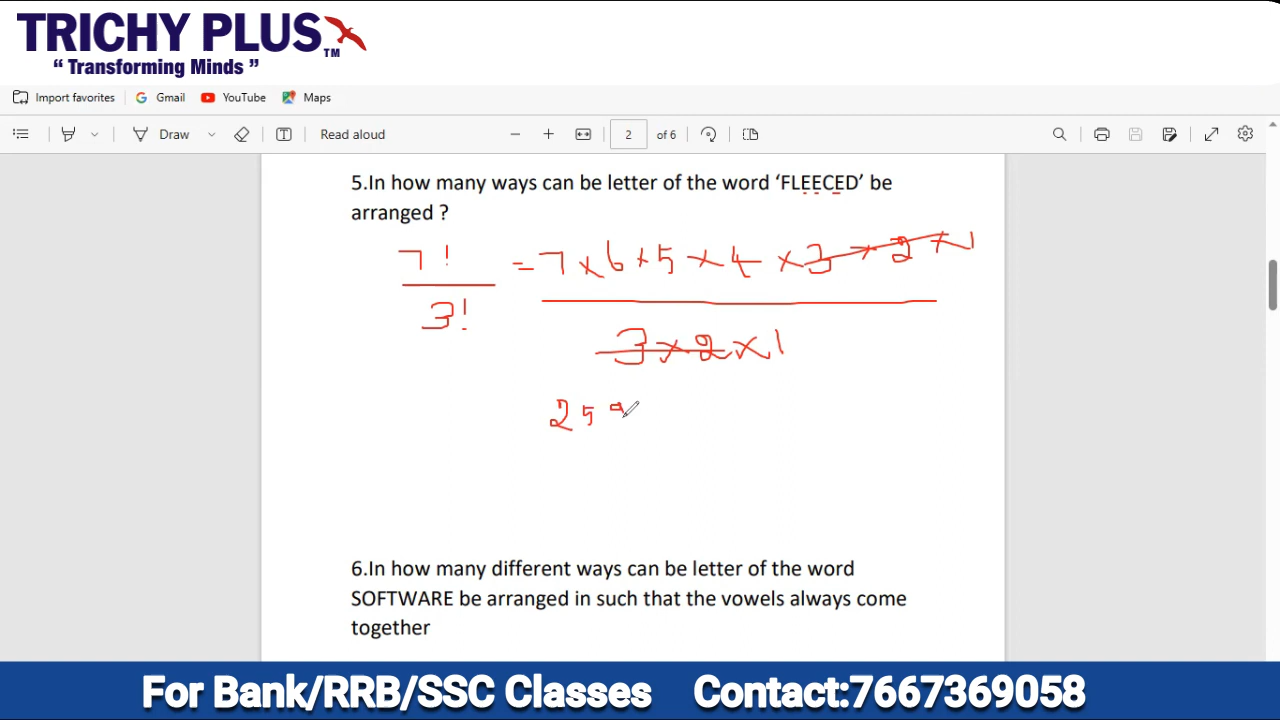 TRICHY PLUS
TM
“ Transforming Minds ”
Import favorites Gmail YouTube Maps
Draw Read aloud 2 of 6
5.In how many ways can be letter of the word ‘FLEECED’ be
arranged ?
7! = 7 × 6 × 5 × 4 × 3 × 2 × 1
3! 3 × 2 × 1
25
6.In how many different ways can be letter of the word
SOFTWARE be arranged in such that the vowels always come
together
For Bank/RRB/SSC Classes Contact:7667369058